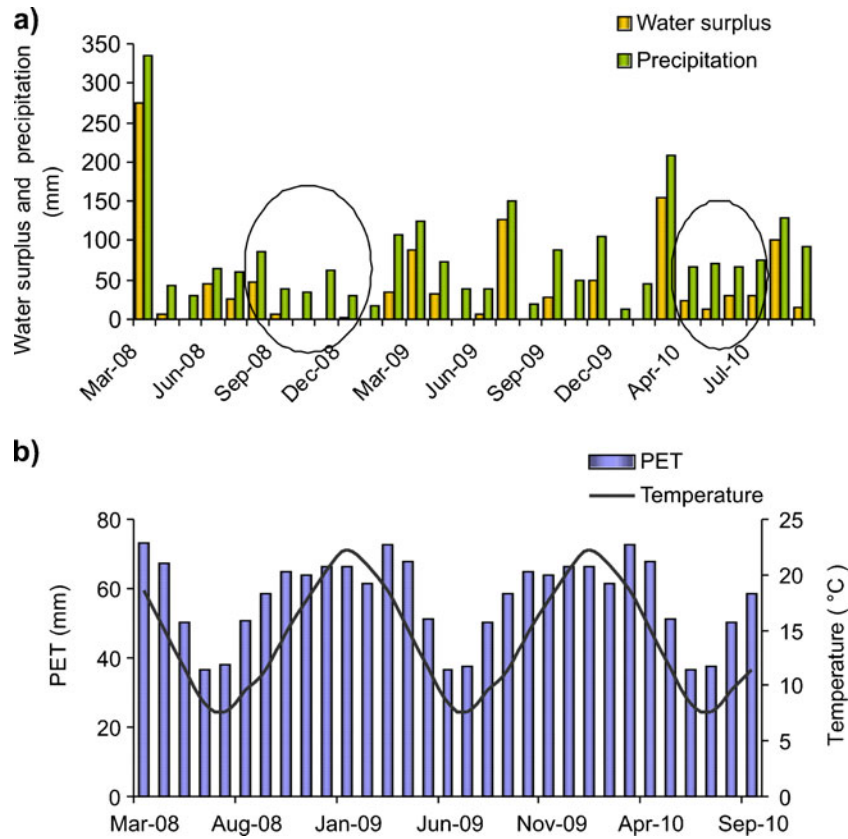 a)
Water surplus
Precipitation
Water surplus and precipitation
(mm)
350
300
250
200
150
100
50
0
Mar-08
Jun-08
Sep-08
Dec-08
Mar-09
Jun-09
Sep-09
Dec-09
Apr-10
Jul-10
b)
PET
Temperature
PET (mm)
80
60
40
20
0
25
20
15
10
5
0
Temperature ( °C)
Mar-08
Aug-08
Jan-09
Jun-09
Nov-09
Apr-10
Sep-10